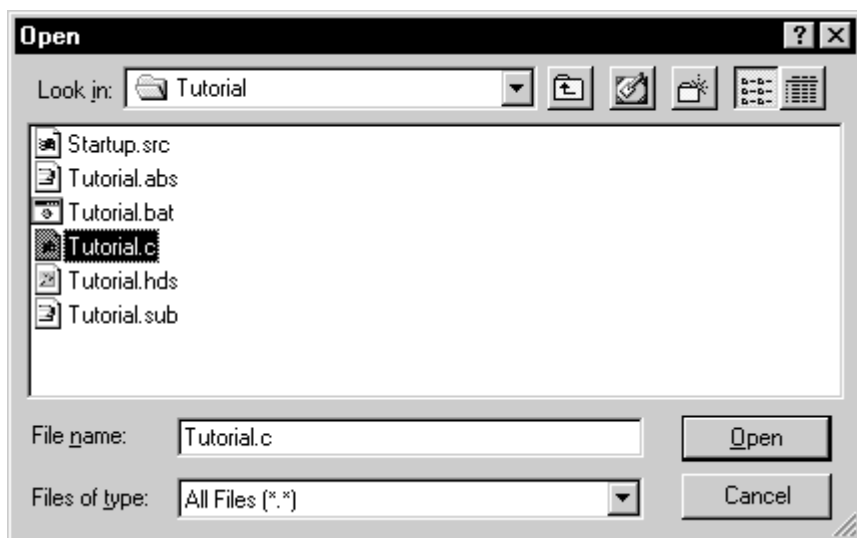 Open
Look in: Tutorial
Startup.src
Tutorial.abs
Tutorial.bat
Tutorial.c
Tutorial.hds
Tutorial.sub
File name: Tutorial.c Open
Files of type: All Files (*.*) Cancel